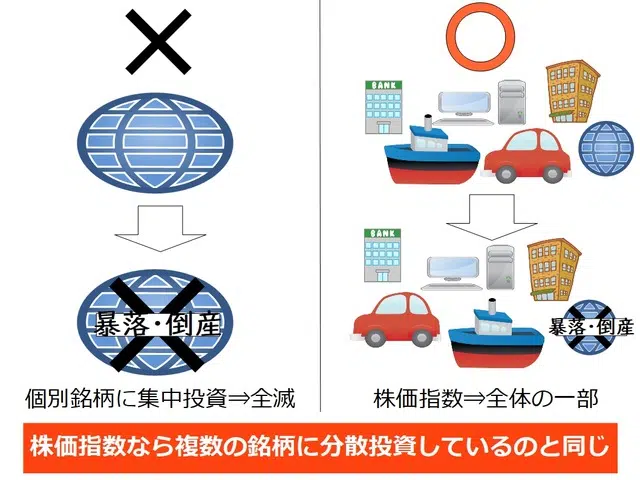 BANK
暴落・倒産
個別銘柄に集中投資⇒全滅
BANK
暴落・倒産
株価指数⇒全体の一部
株価指数なら複数の銘柄に分散投資しているのと同じ